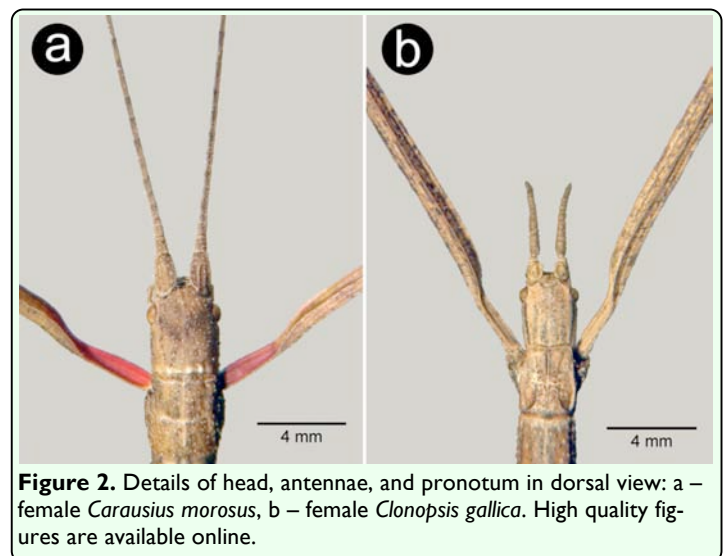 a
b
4 mm
4 mm
Figure 2. Details of head, antennae, and pronotum in dorsal view: a –
female Carausius morosus, b – female Clonopsis gallica. High quality fig-
ures are available online.